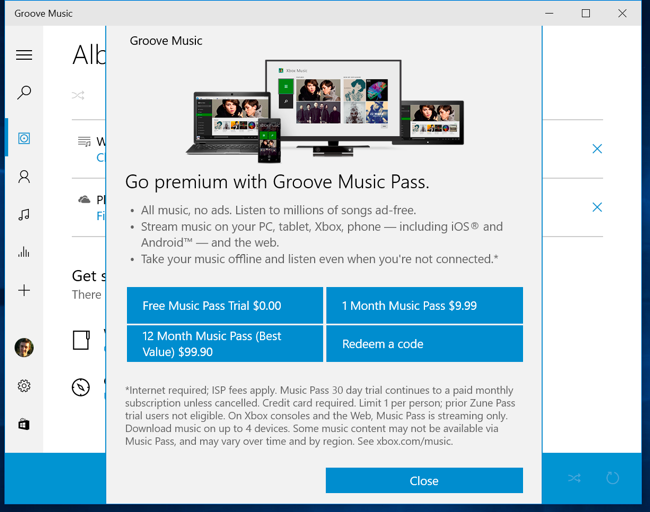 Groove Music
Alb
Groove Music
Xbox Music
Go premium with Groove Music Pass.
• All music, no ads. Listen to millions of songs ad-free.
• Stream music on your PC, tablet, Xbox, phone — including iOS® and
Android™ — and the web.
• Take your music offline and listen even when you're not connected.*
W
Cl
Pl
Fi
Get s
There
Free Music Pass Trial $0.00
1 Month Music Pass $9.99
12 Month Music Pass (Best
Value) $99.90
Redeem a code
*Internet required; ISP fees apply. Music Pass 30 day trial continues to a paid monthly
subscription unless cancelled. Credit card required. Limit 1 per person; prior Zune Pass
trial users not eligible. On Xbox consoles and the Web, Music Pass is streaming only.
Download music on up to 4 devices. Some music content may not be available via
Music Pass, and may vary over time and by region. See xbox.com/music.
Close